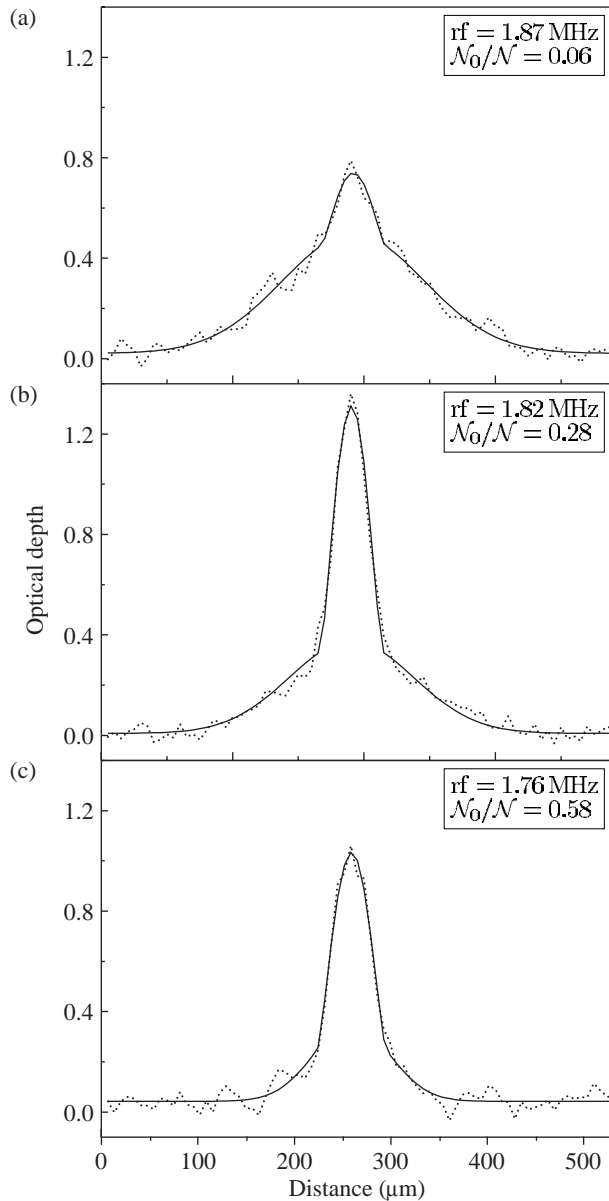 (a)
rf = 1.87 MHz
𝒩₀/𝒩 = 0.06
1.2
0.8
0.4
0.0
(b)
rf = 1.82 MHz
𝒩₀/𝒩 = 0.28
1.2
0.8
0.4
0.0
Optical depth
(c)
rf = 1.76 MHz
𝒩₀/𝒩 = 0.58
1.2
0.8
0.4
0.0
0 100 200 300 400 500
Distance (μm)